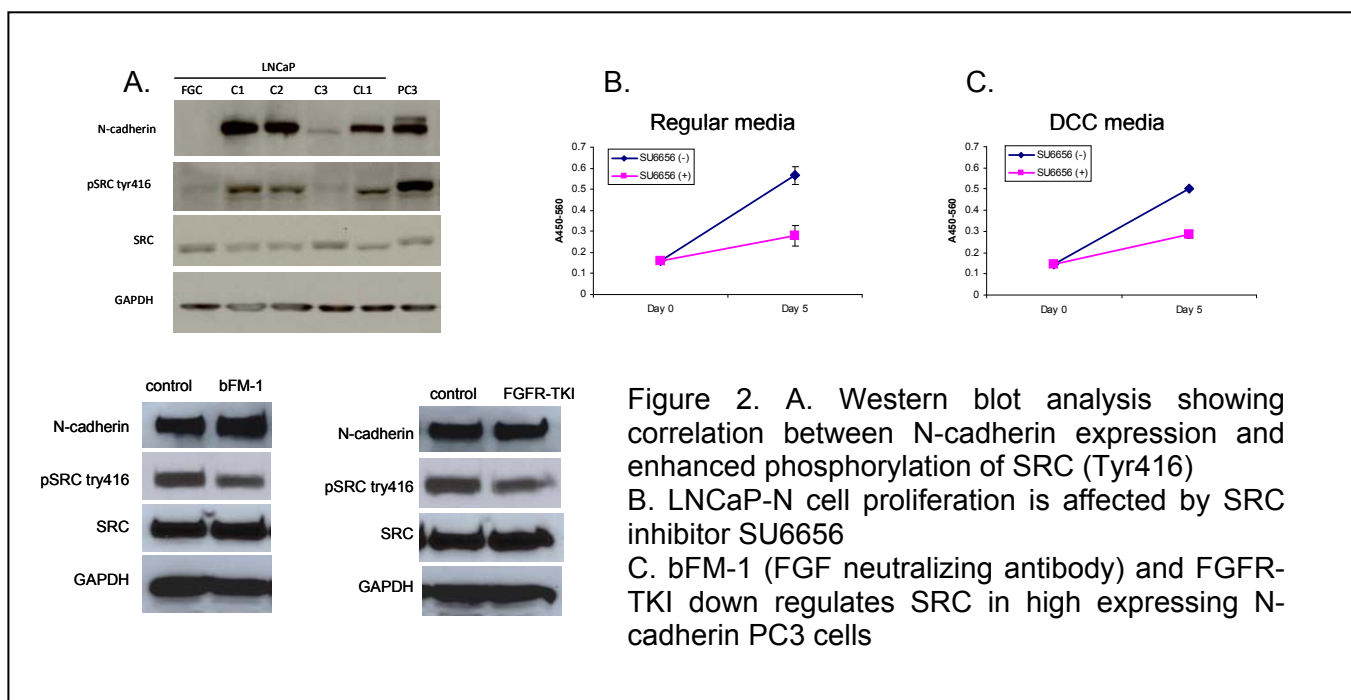 A.
LNCaP
FGC C1 C2 C3 CL1 PC3
N-cadherin
pSRC tyr416
SRC
GAPDH
B.
Regular media
SU6656 (-)
SU6656 (+)
A450-560
0.7
0.6
0.5
0.4
0.3
0.2
0.1
0
Day 0 Day 5
C.
DCC media
SU6656 (-)
SU6656 (+)
A450-560
0.7
0.6
0.5
0.4
0.3
0.2
0.1
0
Day 0 Day 5
control bFM-1
N-cadherin
pSRC try416
SRC
GAPDH
control FGFR-TKI
N-cadherin
pSRC try416
SRC
GAPDH
Figure 2. A. Western blot analysis showing
correlation between N-cadherin expression and
enhanced phosphorylation of SRC (Tyr416)
B. LNCaP-N cell proliferation is affected by SRC
inhibitor SU6656
C. bFM-1 (FGF neutralizing antibody) and FGFR-
TKI down regulates SRC in high expressing N-
cadherin PC3 cells